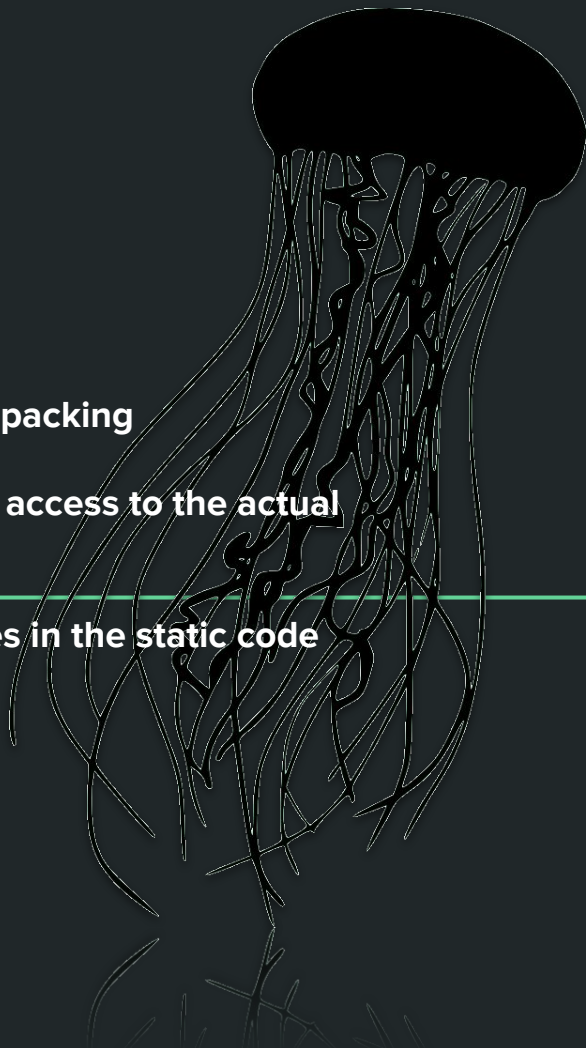 packing
access to the actual
in the static code